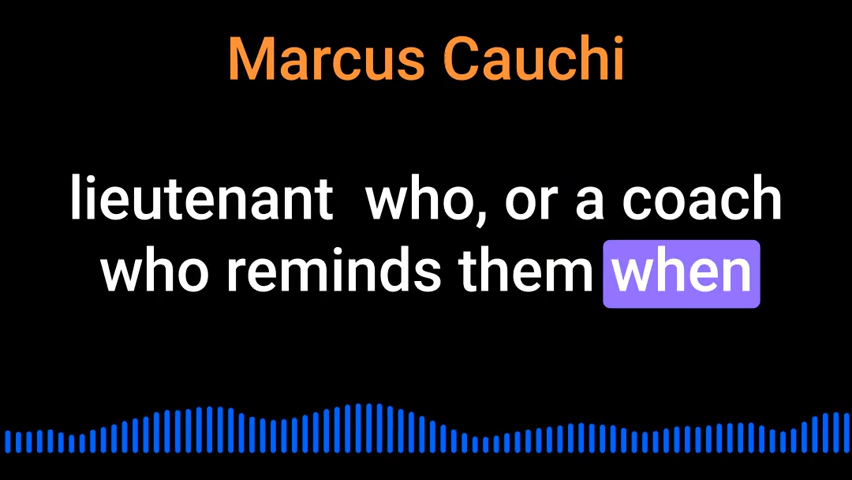 Marcus Cauchi
lieutenant  who, or a coach
who reminds them when